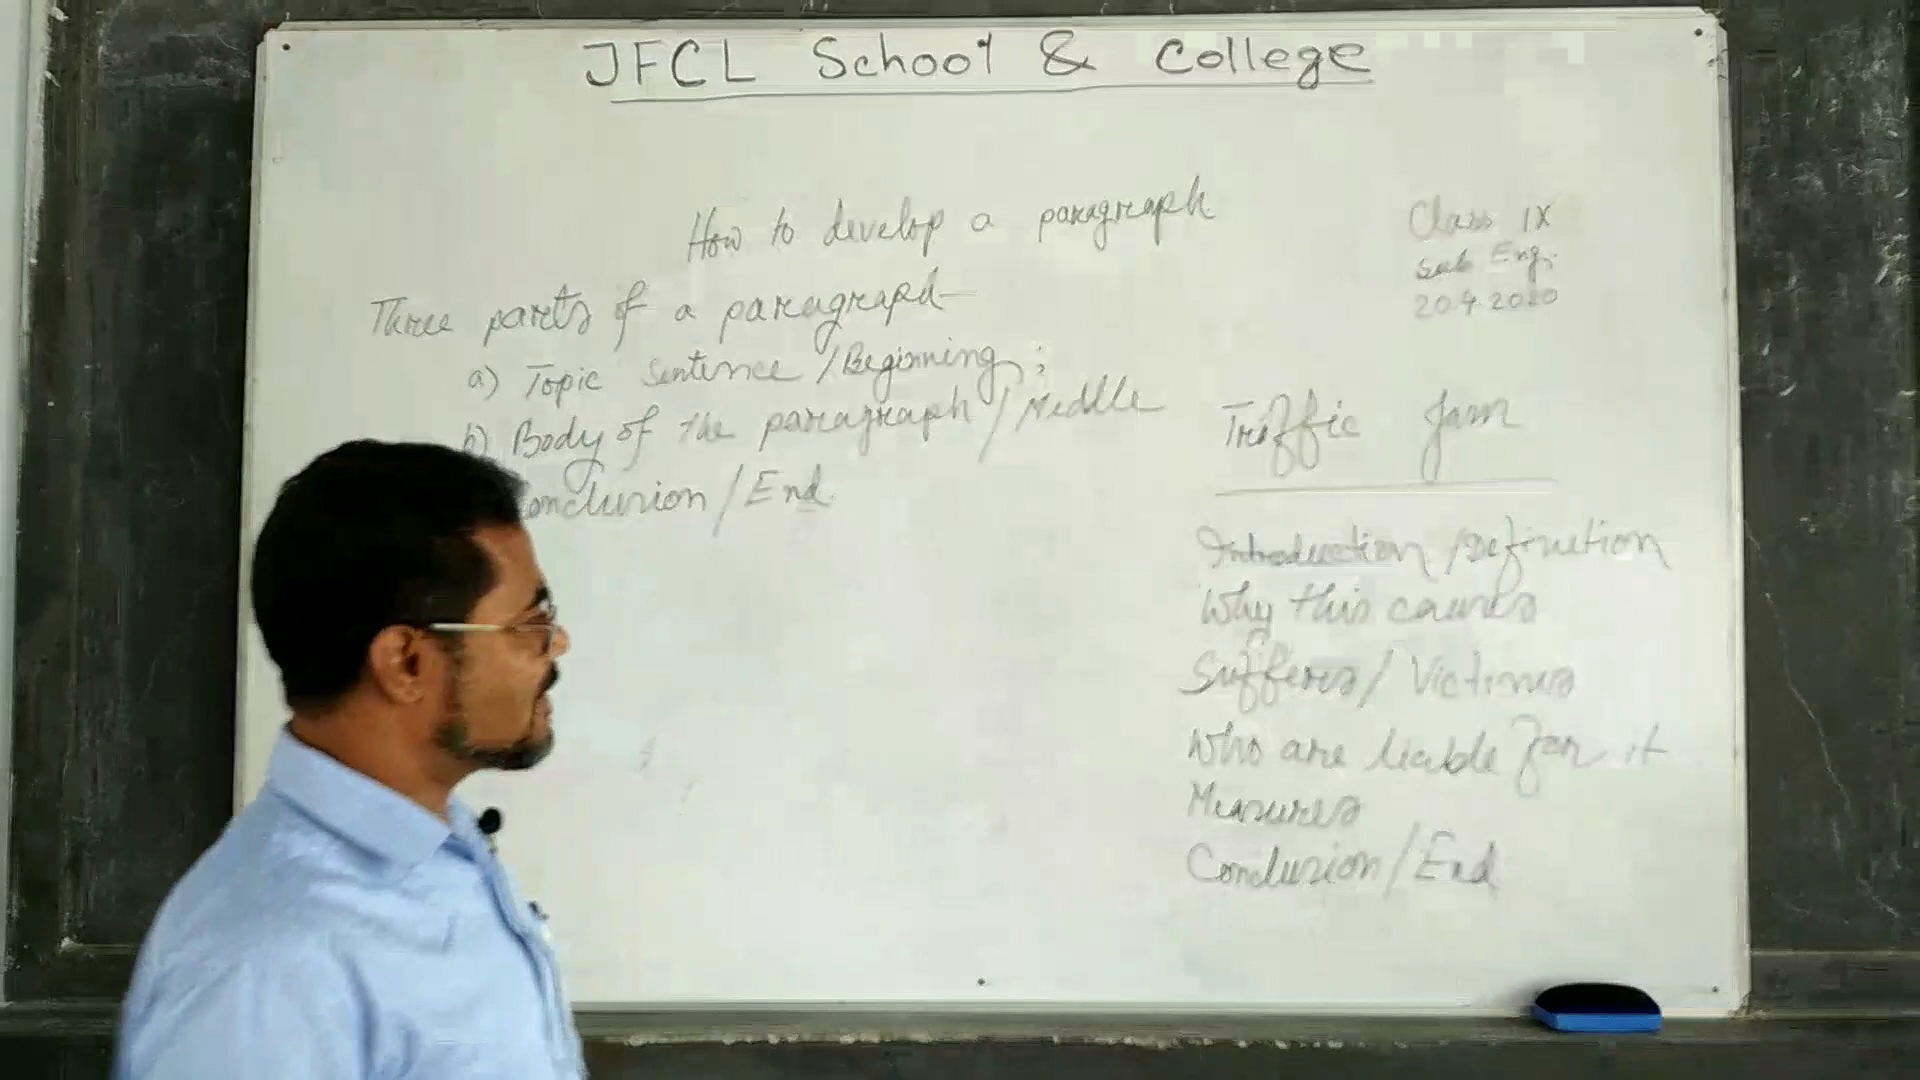 JFCL School & College
How to develop a paragraph
Class IX
Sub Eng;
20.4.2020
Three parts of a paragraph
a) Topic sentence / Beginning;
b) Body of the paragraph / Middle
Conclusion / End.
Traffic Jam
Introduction / Definition
Why this causes
Sufferes / Victimes
Who are liable for it
Measures
Conclusion / End